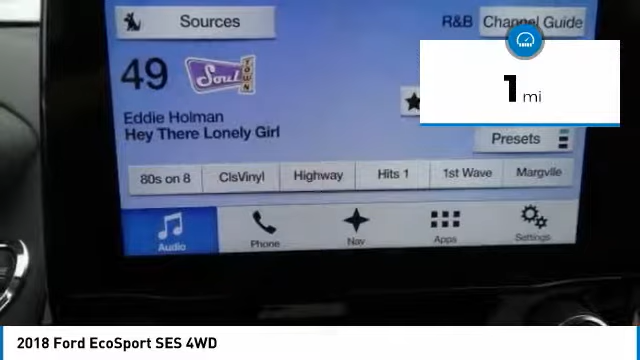 Sources
R&B
Channel Guide
49
Soul
TOWN
1 mi
Eddie Holman
Hey There Lonely Girl
Presets
80s on 8
ClsVinyl
Highway
Hits 1
1st Wave
Margvlle
Audio
Phone
Nav
Apps
Settings
2018 Ford EcoSport SES 4WD